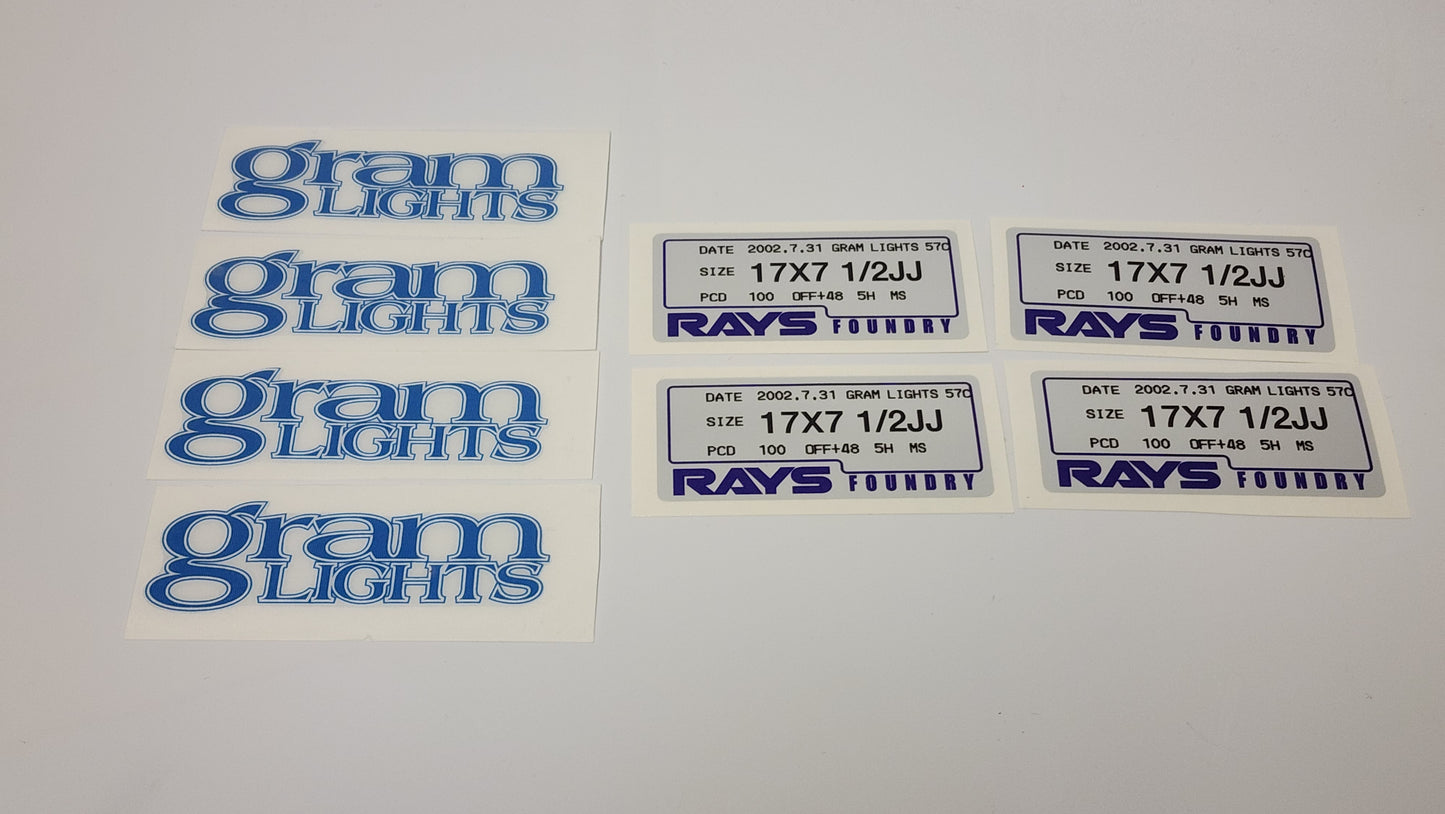 gram
LIGHTS
gram
LIGHTS
gram
LIGHTS
gram
LIGHTS
DATE 2002.7.31 GRAM LIGHTS 57C
SIZE 17X7 1/2JJ
PCD 100 OFF+48 5H MS
RAYS FOUNDRY
DATE 2002.7.31 GRAM LIGHTS 57C
SIZE 17X7 1/2JJ
PCD 100 OFF+48 5H MS
RAYS FOUNDRY
DATE 2002.7.31 GRAM LIGHTS 57C
SIZE 17X7 1/2JJ
PCD 100 OFF+48 5H MS
RAYS FOUNDRY
DATE 2002.7.31 GRAM LIGHTS 57C
SIZE 17X7 1/2JJ
PCD 100 OFF+48 5H MS
RAYS FOUNDRY